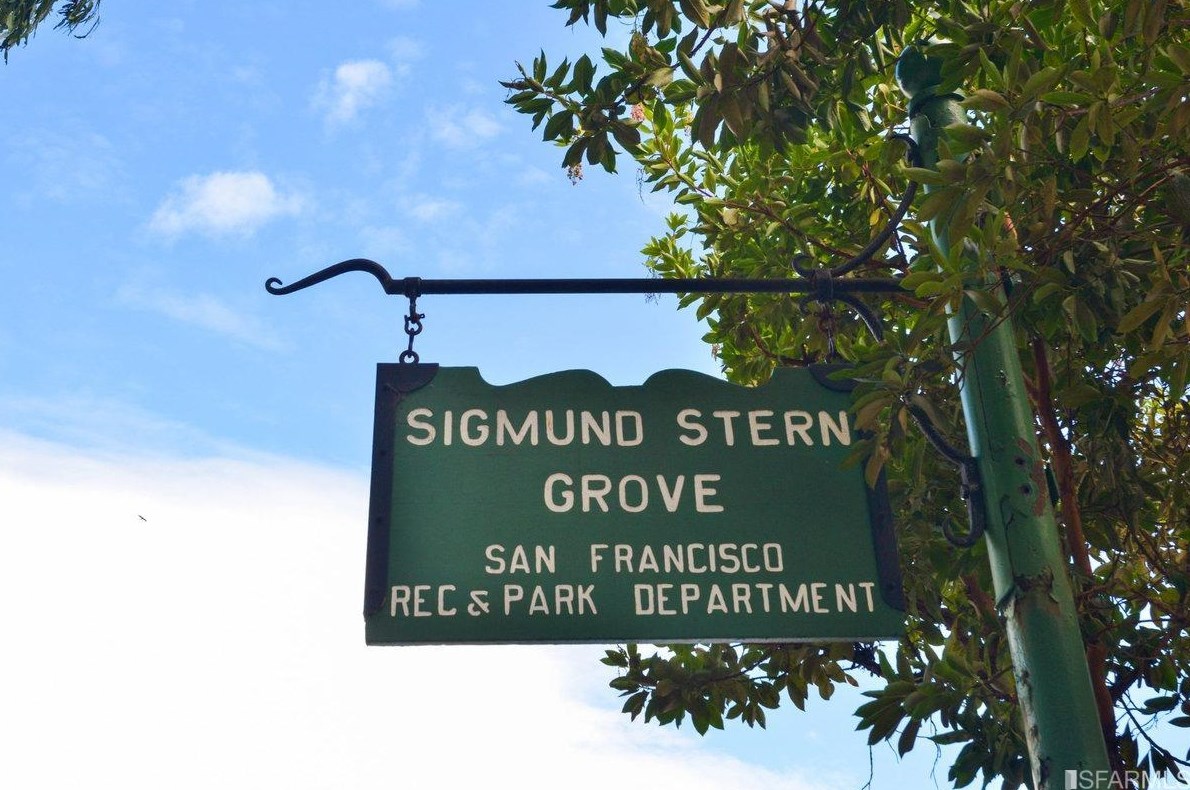 SIGMUND STERN
GROVE
SAN FRANCISCO
REC & PARK DEPARTMENT
SFARMLS